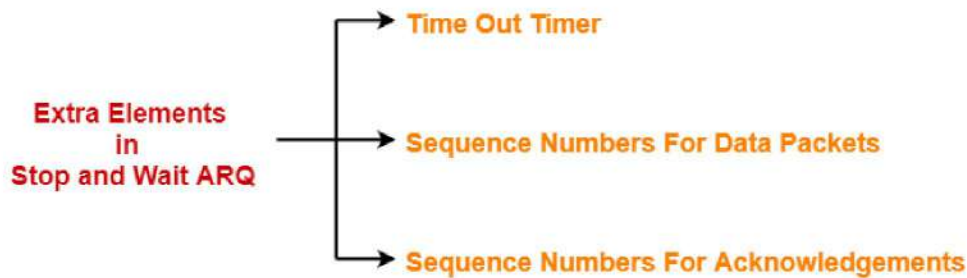 Time Out Timer
Extra Elements
in
Stop and Wait ARQ
Sequence Numbers For Data Packets
Sequence Numbers For Acknowledgements